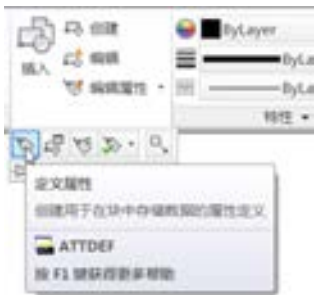 创建
ByLayer
插入
编辑
ByLa
编辑属性
ByLa
特性
定义属性
创建用于在块中存储数据的属性定义
ATTDEF
按 F1 键获得更多帮助